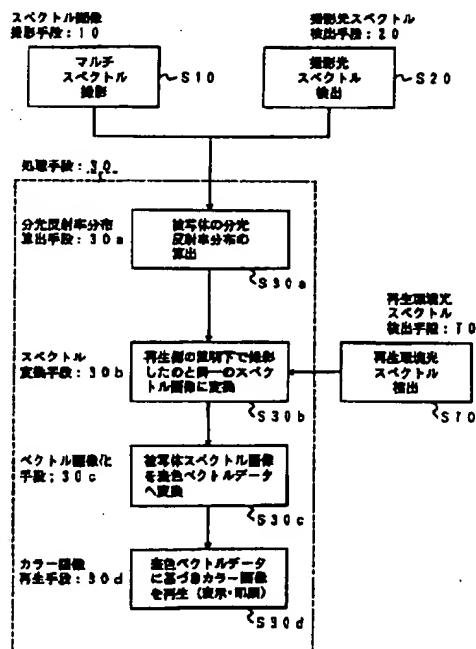 スペクトル画像
撮影手段:10
マルチ
スペクトル
撮影
S10
撮影光スペクトル
検出手段:20
撮影光
スペクトル
検出
S20
処理手段:30
分光反射率分布
算出手段:30a
被写体の分光
反射率分布の
算出
S30a
再生環境光
スペクトル
検出手段:70
スペクトル
変換手段:30b
再生側の照明下で撮影
したのと同一のスペク
トル画像に変換
S30b
再生環境光
スペクトル
検出
S70
ベクトル画像化
手段:30c
被写体スペクトル画像
を表色ベクトルデータ
へ変換
S30c
カラー画像
再生手段:30d
表色ベクトルデータ
に基づきカラー画像
を再生(表示・印刷)
S30d